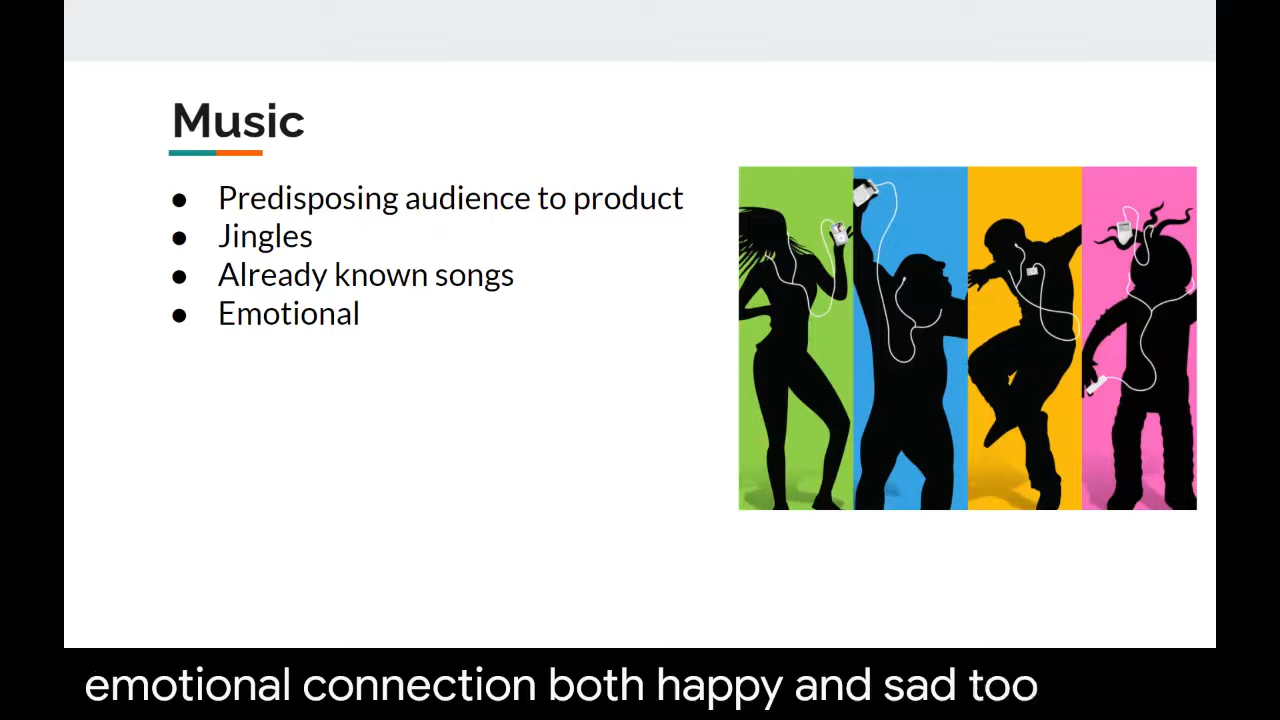 Music
● Predisposing audience to product
● Jingles
● Already known songs
● Emotional
emotional connection both happy and sad too